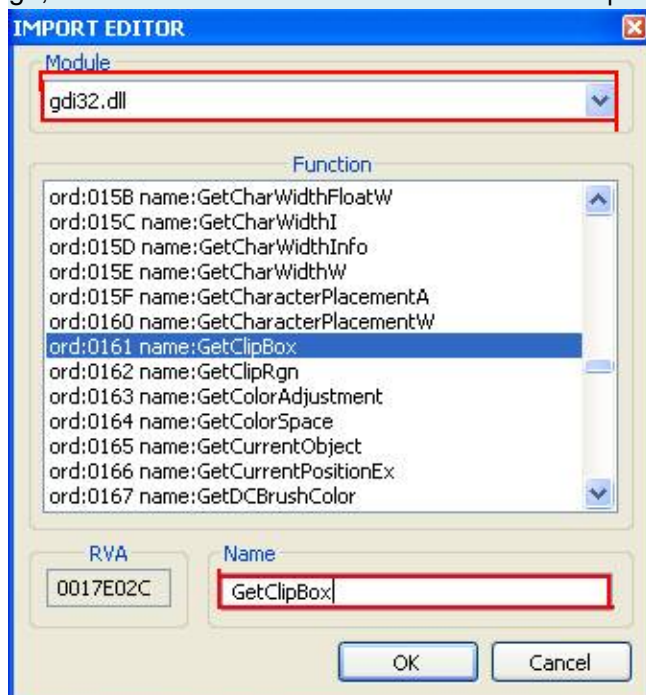 IMPORT EDITOR
Module
gdi32.dll
Function
ord:015B name:GetCharWidthFloatW
ord:015C name:GetCharWidthI
ord:015D name:GetCharWidthInfo
ord:015E name:GetCharWidthW
ord:015F name:GetCharacterPlacementA
ord:0160 name:GetCharacterPlacementW
ord:0161 name:GetClipBox
ord:0162 name:GetClipRgn
ord:0163 name:GetColorAdjustment
ord:0164 name:GetColorSpace
ord:0165 name:GetCurrentObject
ord:0166 name:GetCurrentPositionEx
ord:0167 name:GetDCBrushColor
RVA
Name
0017E02C
GetClipBox
OK
Cancel